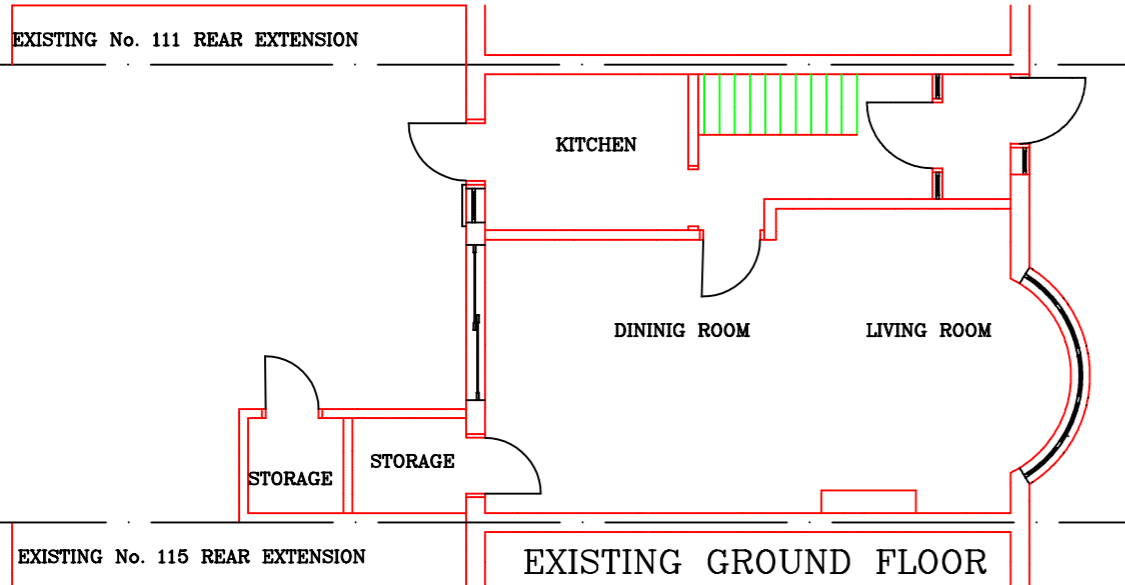 EXISTING No. 111 REAR EXTENSION
KITCHEN
DININIG ROOM
LIVING ROOM
STORAGE
STORAGE
EXISTING No. 115 REAR EXTENSION
EXISTING GROUND FLOOR